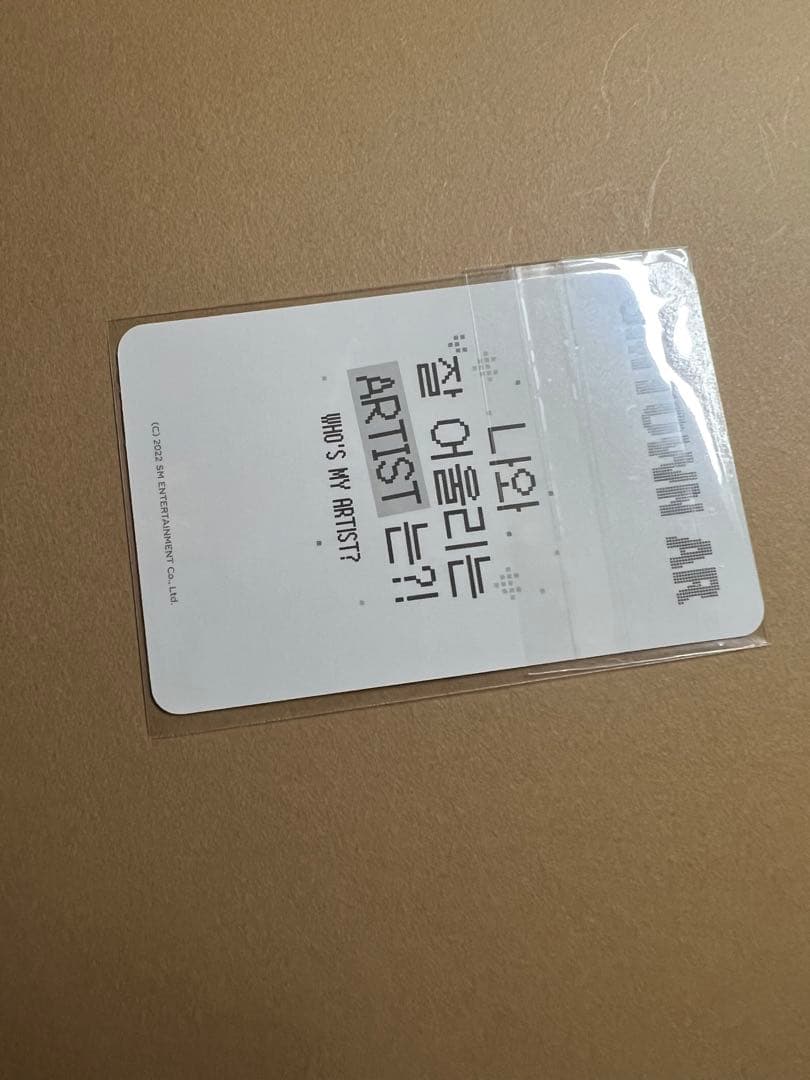 SMTOWN AR
"나와
잘 어울리는
ARTIST 는?!
WHO'S MY ARTIST?
(C) 2022 SM ENTERTAINMENT Co., Ltd.